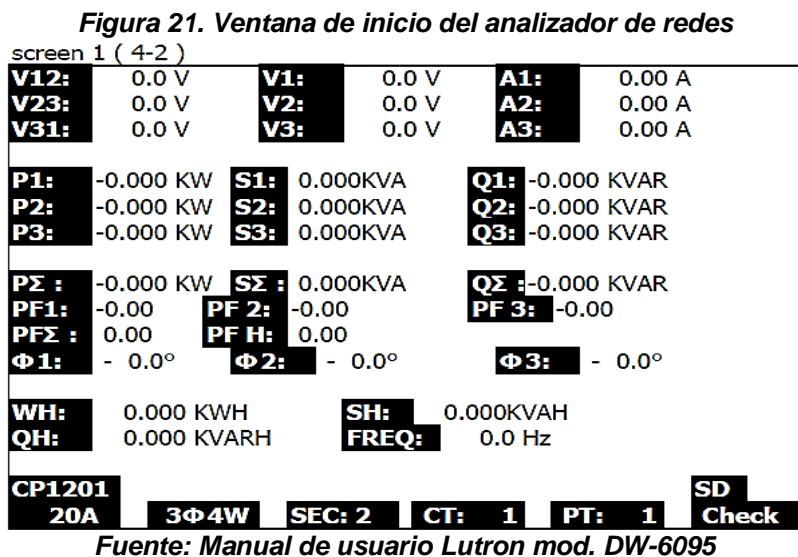 Figura 21. Ventana de inicio del analizador de redes
screen 1 ( 4-2 )
V12: 0.0 V V1: 0.0 V A1: 0.00 A
V23: 0.0 V V2: 0.0 V A2: 0.00 A
V31: 0.0 V V3: 0.0 V A3: 0.00 A
P1: -0.000 KW S1: 0.000KVA Q1: -0.000 KVAR
P2: -0.000 KW S2: 0.000KVA Q2: -0.000 KVAR
P3: -0.000 KW S3: 0.000KVA Q3: -0.000 KVAR
PΣ : -0.000 KW SΣ : 0.000KVA QΣ : -0.000 KVAR
PF1: -0.00 PF 2: -0.00 PF 3: -0.00
PFΣ : 0.00 PF H: 0.00
Φ1: - 0.0° Φ2: - 0.0° Φ3: - 0.0°
WH: 0.000 KWH SH: 0.000KVAH
QH: 0.000 KVARH FREQ: 0.0 Hz
CP1201 SD
20A 3Φ4W SEC: 2 CT: 1 PT: 1 Check
Fuente: Manual de usuario Lutron mod. DW-6095